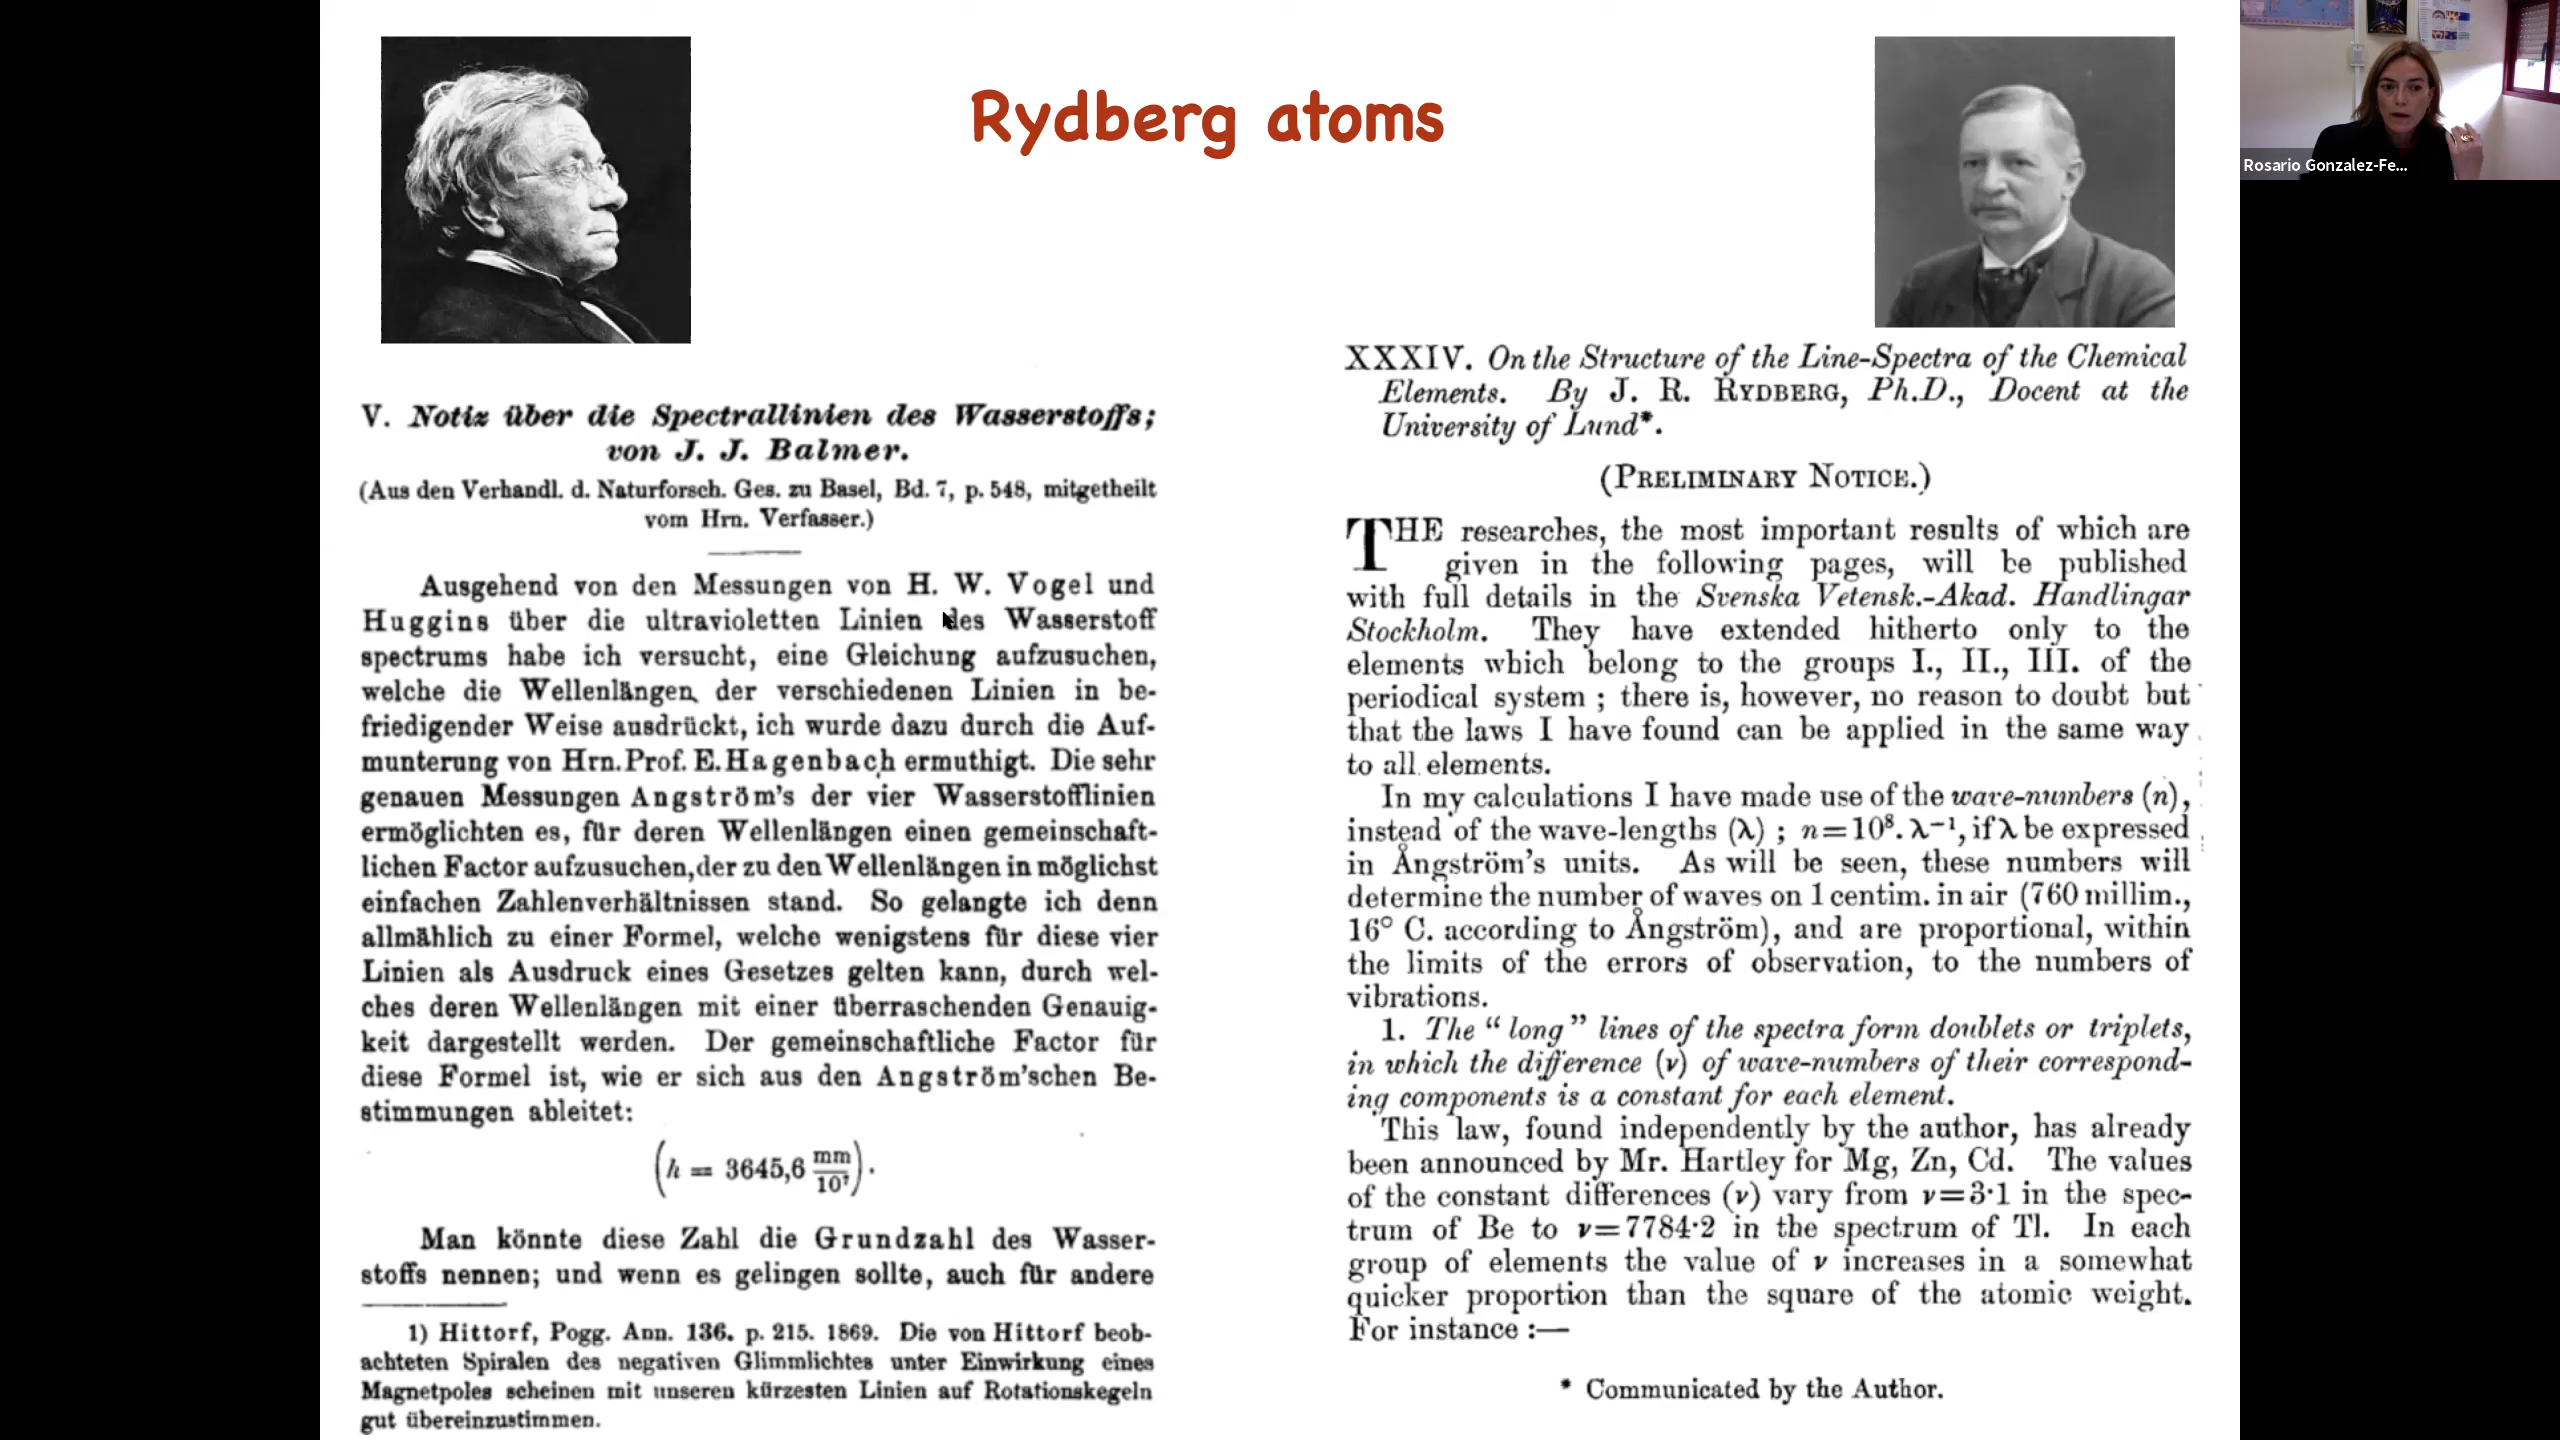 Rydberg atoms
V. Notiz über die Spectrallinien des Wasserstoffs;
von J. J. Balmer.
(Aus den Verhandl. d. Naturforsch. Ges. zu Basel, Bd. 7, p. 548, mitgetheilt
vom Hrn. Verfasser.)
Ausgehend von den Messungen von H. W. Vogel und
Huggins über die ultravioletten Linien des Wasserstoff
spectrums habe ich versucht, eine Gleichung aufzusuchen,
welche die Wellenlängen der verschiedenen Linien in be-
friedigender Weise ausdrückt, ich wurde dazu durch die Auf-
munterung von Hrn. Prof. E. Hagenbach ermuthigt. Die sehr
genauen Messungen Angström's der vier Wasserstofflinien
ermöglichten es, für deren Wellenlängen einen gemeinschaft-
lichen Factor aufzusuchen, der zu den Wellenlängen in möglichst
einfachen Zahlenverhältnissen stand. So gelangte ich denn
allmählich zu einer Formel, welche wenigstens für diese vier
Linien als Ausdruck eines Gesetzes gelten kann, durch wel-
ches deren Wellenlängen mit einer überraschenden Genauig-
keit dargestellt werden. Der gemeinschaftliche Factor für
diese Formel ist, wie er sich aus den Angström'schen Be-
stimmungen ableitet:
(h = 3645,6 mm/10⁷).
Man könnte diese Zahl die Grundzahl des Wasser-
stoffs nennen; und wenn es gelingen sollte, auch für andere
1) Hittorf, Pogg. Ann. 136. p. 215. 1869. Die von Hittorf beob-
achteten Spiralen des negativen Glimmlichtes unter Einwirkung eines
Magnetpoles scheinen mit unseren kürzesten Linien auf Rotationskegeln
gut übereinzustimmen.
XXXIV. On the Structure of the Line-Spectra of the Chemical
Elements. By J. R. RYDBERG, Ph.D., Docent at the
University of Lund*.
(PRELIMINARY NOTICE.)
THE researches, the most important results of which are
given in the following pages, will be published
with full details in the Svenska Vetensk.-Akad. Handlingar
Stockholm. They have extended hitherto only to the
elements which belong to the groups I., II., III. of the
periodical system ; there is, however, no reason to doubt but
that the laws I have found can be applied in the same way
to all elements.
In my calculations I have made use of the wave-numbers (n),
instead of the wave-lengths (λ) ; n=10⁸.λ⁻¹, if λ be expressed
in Ångström's units. As will be seen, these numbers will
determine the number of waves on 1 centim. in air (760 millim.,
16° C. according to Ångström), and are proportional, within
the limits of the errors of observation, to the numbers of
vibrations.
1. The “long” lines of the spectra form doublets or triplets,
in which the difference (ν) of wave-numbers of their correspond-
ing components is a constant for each element.
This law, found independently by the author, has already
been announced by Mr. Hartley for Mg, Zn, Cd. The values
of the constant differences (ν) vary from ν=3·1 in the spec-
trum of Be to ν=7784·2 in the spectrum of Tl. In each
group of elements the value of ν increases in a somewhat
quicker proportion than the square of the atomic weight.
For instance :—
* Communicated by the Author.
Rosario Gonzalez-Fe...